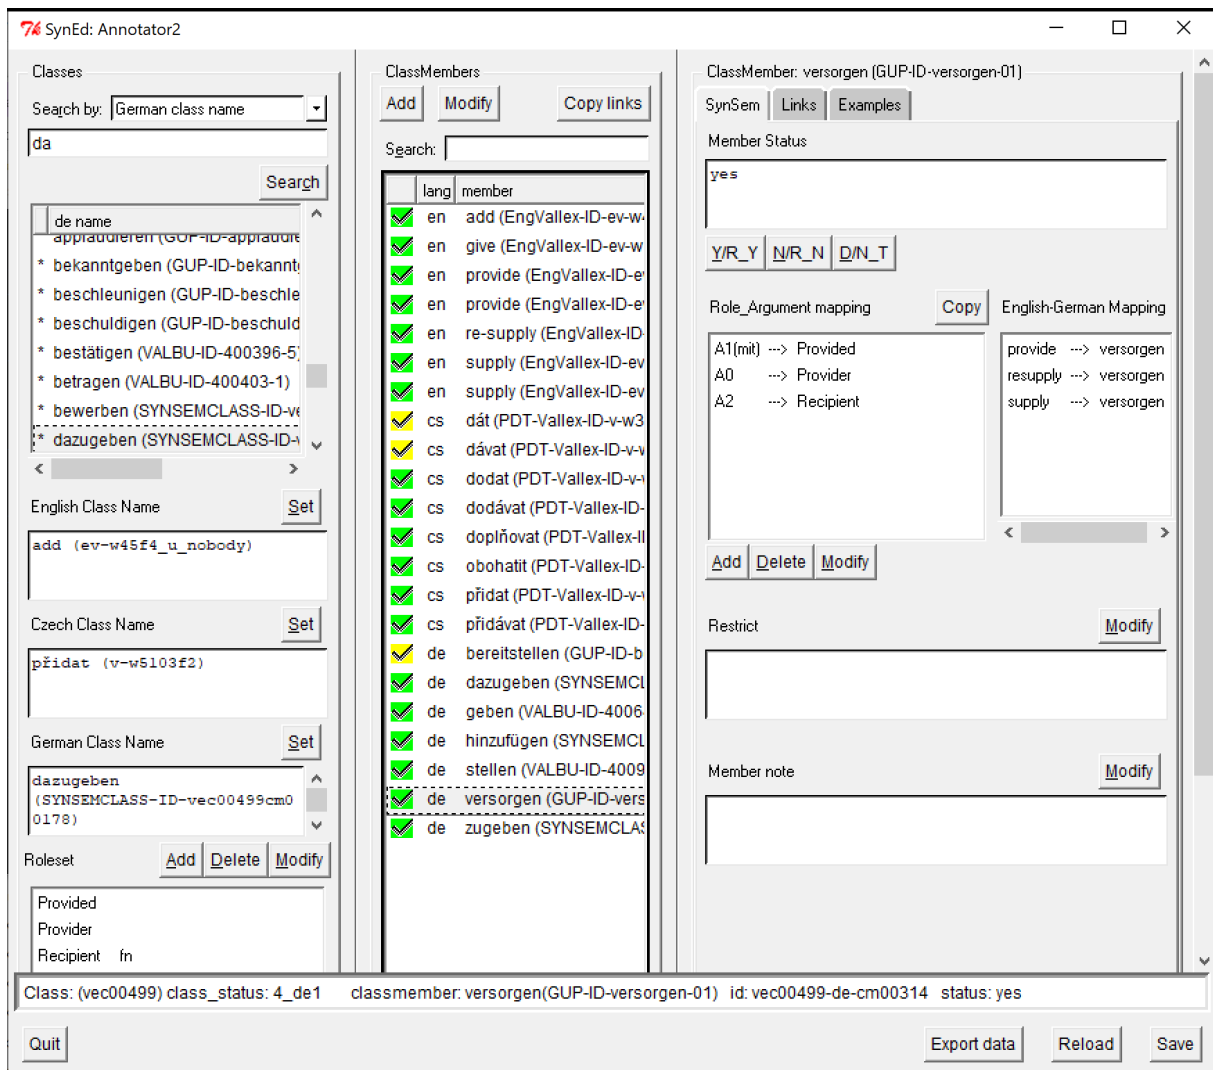 SynEd: Annotator2
Classes
Search by: German class name
da
Search
de name
applaudieren (GUP-ID-applaudie
* bekanntgeben (GUP-ID-bekannt
* beschleunigen (GUP-ID-beschle
* beschuldigen (GUP-ID-beschuld
* bestätigen (VALBU-ID-400396-5)
* betragen (VALBU-ID-400403-1)
* bewerben (SYNSEMCLASS-ID-ve
* dazugeben (SYNSEMCLASS-ID-v
English Class Name Set
add (ev-w45f4_u_nobody)
Czech Class Name Set
přidat (v-w5103f2)
German Class Name Set
dazugeben
(SYNSEMCLASS-ID-vec00499cm0
0178)
Roleset Add Delete Modify
Provided
Provider
Recipient fn
ClassMembers
Add Modify Copy links
Search:
lang member
en add (EngVallex-ID-ev-w4
en give (EngVallex-ID-ev-w
en provide (EngVallex-ID-e
en provide (EngVallex-ID-e
en re-supply (EngVallex-ID-
en supply (EngVallex-ID-ev
en supply (EngVallex-ID-ev
cs dát (PDT-Vallex-ID-v-w3
cs dávat (PDT-Vallex-ID-v-v
cs dodat (PDT-Vallex-ID-v-
cs dodávat (PDT-Vallex-ID-
cs doplňovat (PDT-Vallex-I
cs obohatit (PDT-Vallex-ID-
cs přidat (PDT-Vallex-ID-v-
cs přidávat (PDT-Vallex-ID-
de bereitstellen (GUP-ID-b
de dazugeben (SYNSEMCL
de geben (VALBU-ID-4006
de hinzufügen (SYNSEMCL
de stellen (VALBU-ID-4009
de versorgen (GUP-ID-vers
de zugeben (SYNSEMCLAS
ClassMember: versorgen (GUP-ID-versorgen-01)
SynSem Links Examples
Member Status
yes
Y/R_Y N/R_N D/N_T
Role_Argument mapping Copy
A1(mit) ---> Provided
A0 ---> Provider
A2 ---> Recipient
English-German Mapping
provide ---> versorgen
resupply ---> versorgen
supply ---> versorgen
Add Delete Modify
Restrict Modify
Member note Modify
Class: (vec00499) class_status: 4_de1 classmember: versorgen(GUP-ID-versorgen-01) id: vec00499-de-cm00314 status: yes
Quit Export data Reload Save